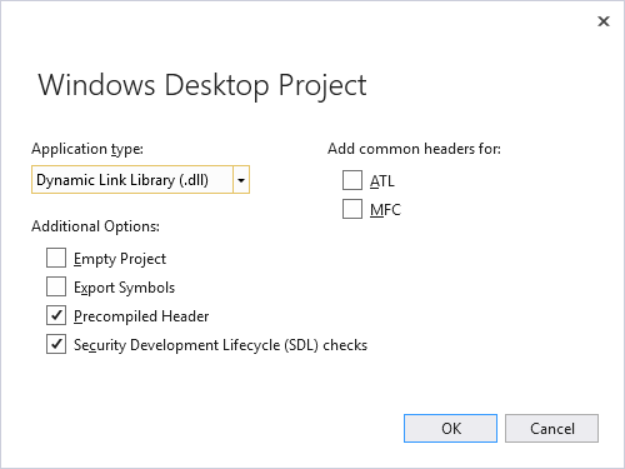 Windows Desktop Project
Application type:
Dynamic Link Library (.dll)
Additional Options:
Empty Project
Export Symbols
Precompiled Header
Security Development Lifecycle (SDL) checks
Add common headers for:
ATL
MFC
OK
Cancel